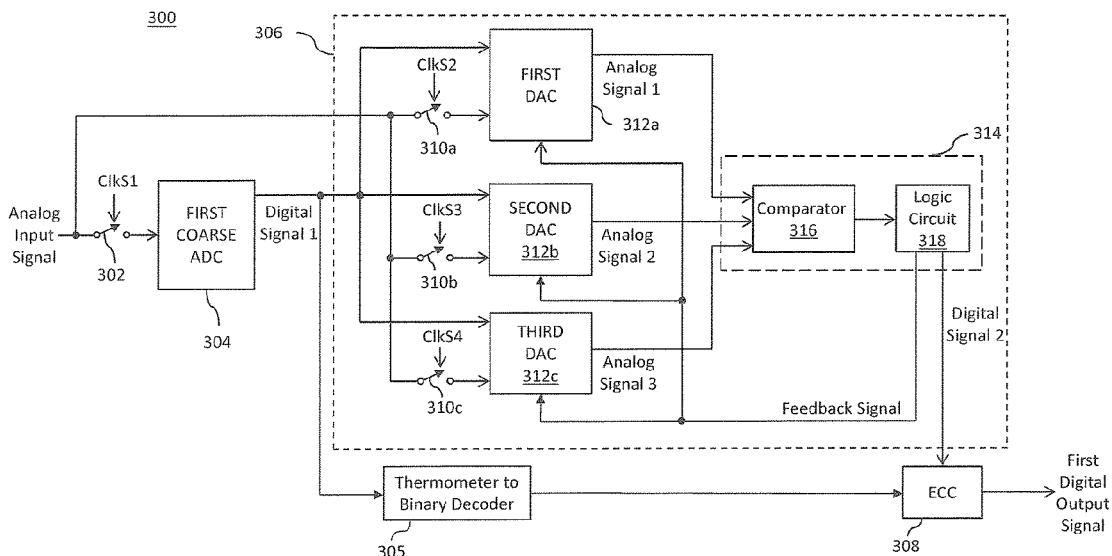 300
306
ClkS2
FIRST
DAC
312a
Analog
Signal 1
310a
314
ClkS1
Analog
Input
Signal
302
FIRST
COARSE
ADC
304
Digital
Signal 1
ClkS3
310b
SECOND
DAC
312b
Analog
Signal 2
Comparator
316
Logic
Circuit
318
ClkS4
310c
THIRD
DAC
312c
Analog
Signal 3
Digital
Signal 2
Feedback Signal
Thermometer to
Binary Decoder
305
ECC
308
First
Digital
Output
Signal